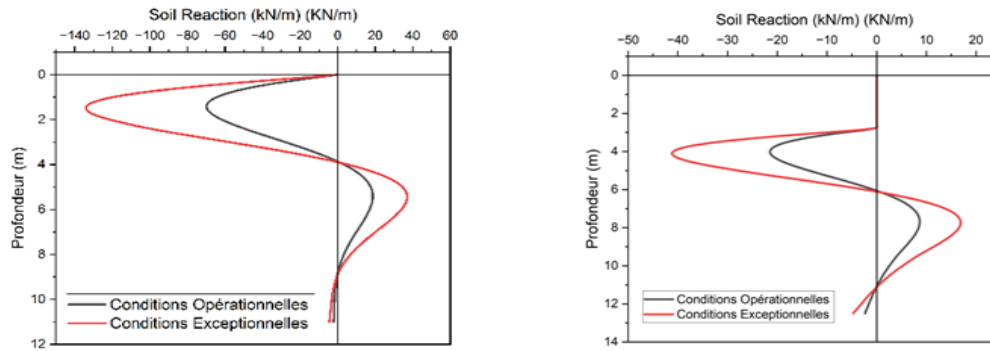 Soil Reaction (kN/m) (KN/m)
−140 −120 −100 −80 −60 −40 −20 0 20 40 60
Profondeur (m)
0
2
4
6
8
10
12
Conditions Opérationnelles
Conditions Exceptionnelles
Soil Reaction (kN/m) (KN/m)
−50 −40 −30 −20 −10 0 10 20
Profondeur (m)
0
2
4
6
8
10
12
14
Conditions Opérationnelles
Conditions Exceptionnelles